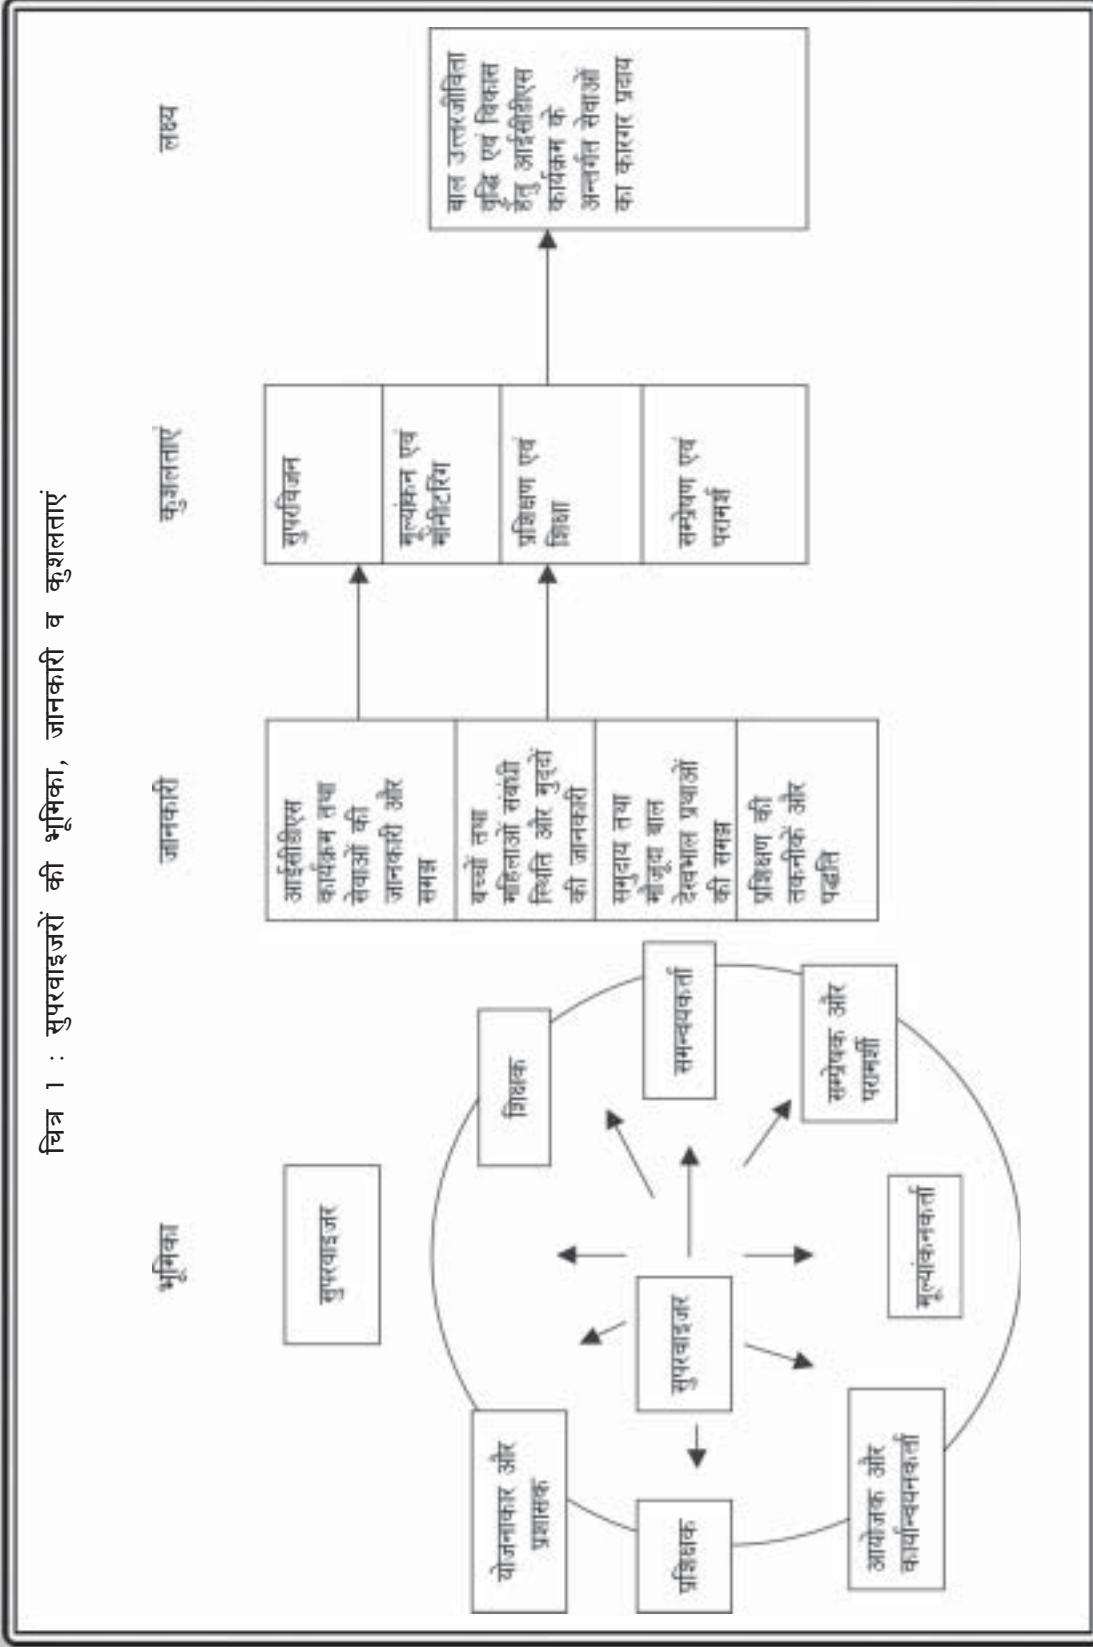 चित्र 1 : सुपरवाइजरों की भूमिका, जानकारी व कुशलताएं
भूमिका
जानकारी
कुशलताएं
लक्ष्य
सुपरवाइजर
योजनाकार और
प्रशासक
शिक्षक
प्रशिक्षक
सुपरवाइजर
समन्वयकर्ता
सम्प्रेषक और
परामर्शी
आयोजक और
कार्यान्वयनकर्ता
मूल्यांकनकर्ता
आईसीडीएस
कार्यक्रम तथा
सेवाओं की
जानकारी और
समझ
बच्चों तथा
महिलाओं संबंधी
स्थिति और मुद्दों
की जानकारी
समुदाय तथा
मौजूदा बाल
देखभाल प्रथाओं
की समझ
प्रशिक्षण की
तकनीकें और
पद्धति
सुपरविजन
मूल्यांकन एवं
मॉनीटरिंग
प्रशिक्षण एवं
शिक्षा
सम्प्रेषण एवं
परामर्श
बाल उत्तरजीविता
वृद्धि एवं विकास
हेतु आईसीडीएस
कार्यक्रम के
अन्तर्गत सेवाओं
का कारगर प्रदाय